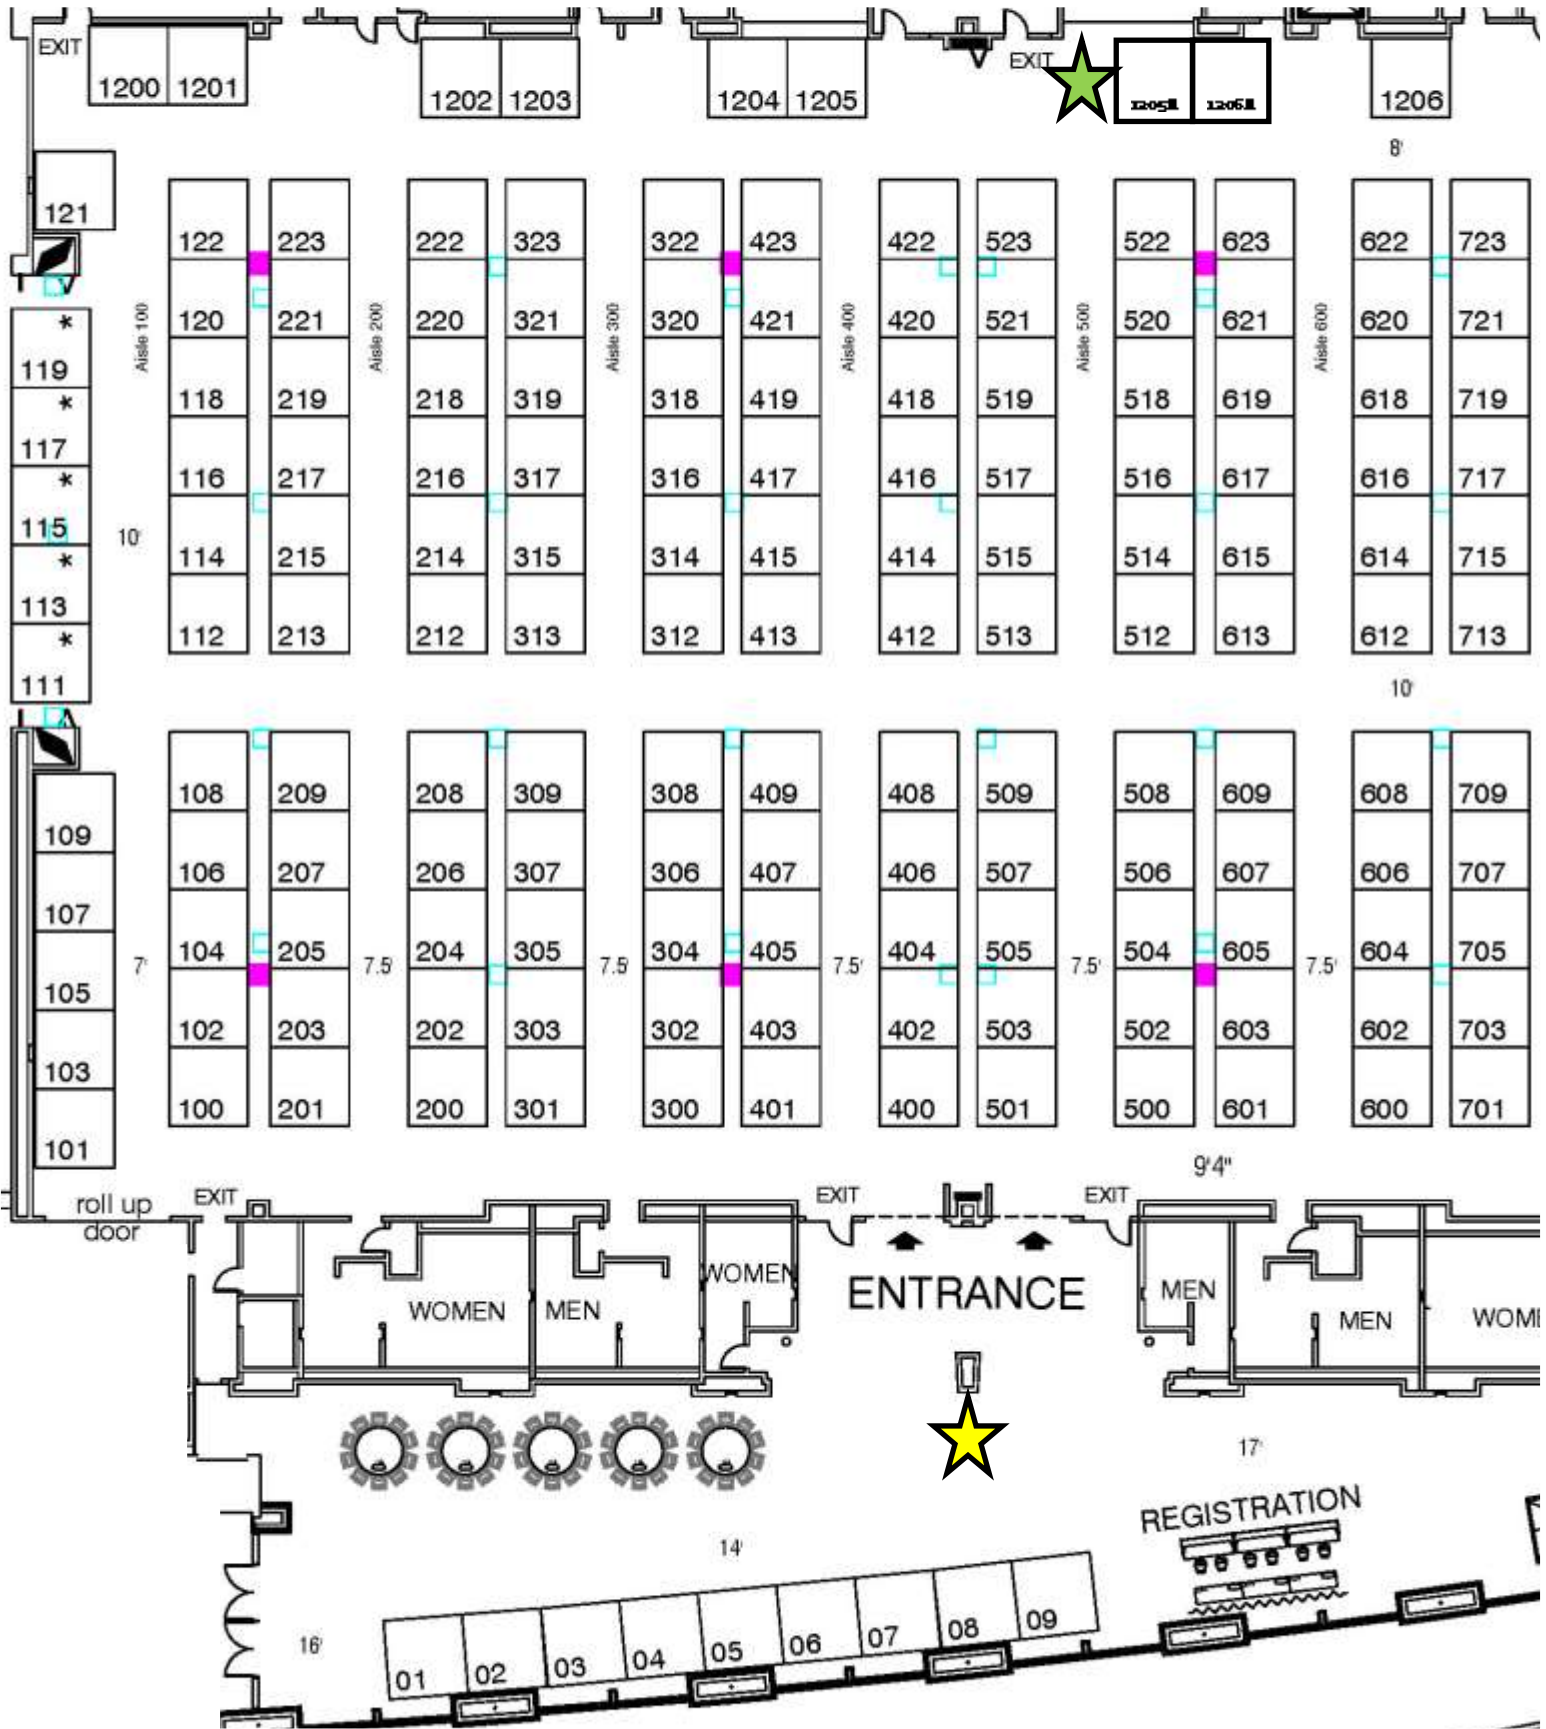 EXIT
1200 1201
1202 1203
1204 1205
EXIT
1205B 1206B
1206
8'
121
122 223 222 323 322 423 422 523 522 623 622 723
Aisle 100 Aisle 200 Aisle 300 Aisle 400 Aisle 500 Aisle 600
120 221 220 321 320 421 420 521 520 621 620 721
*
119
118 219 218 319 318 419 418 519 518 619 618 719
*
117
116 217 216 317 316 417 416 517 516 617 616 717
*
115
10'
114 215 214 315 314 415 414 515 514 615 614 715
*
113
112 213 212 313 312 413 412 513 512 613 612 713
*
111
10'
108 209 208 309 308 409 408 509 508 609 608 709
109
106 207 206 307 306 407 406 507 506 607 606 707
107
104 205 204 305 304 405 404 505 504 605 604 705
7' 7.5' 7.5' 7.5' 7.5' 7.5'
105
102 203 202 303 302 403 402 503 502 603 602 703
103
100 201 200 301 300 401 400 501 500 601 600 701
101
9'4"
roll up
door
EXIT
EXIT
EXIT
WOMEN
ENTRANCE
MEN
WOMEN MEN
MEN
WOME
17'
REGISTRATION
14'
16'
01 02 03 04 05 06 07 08 09